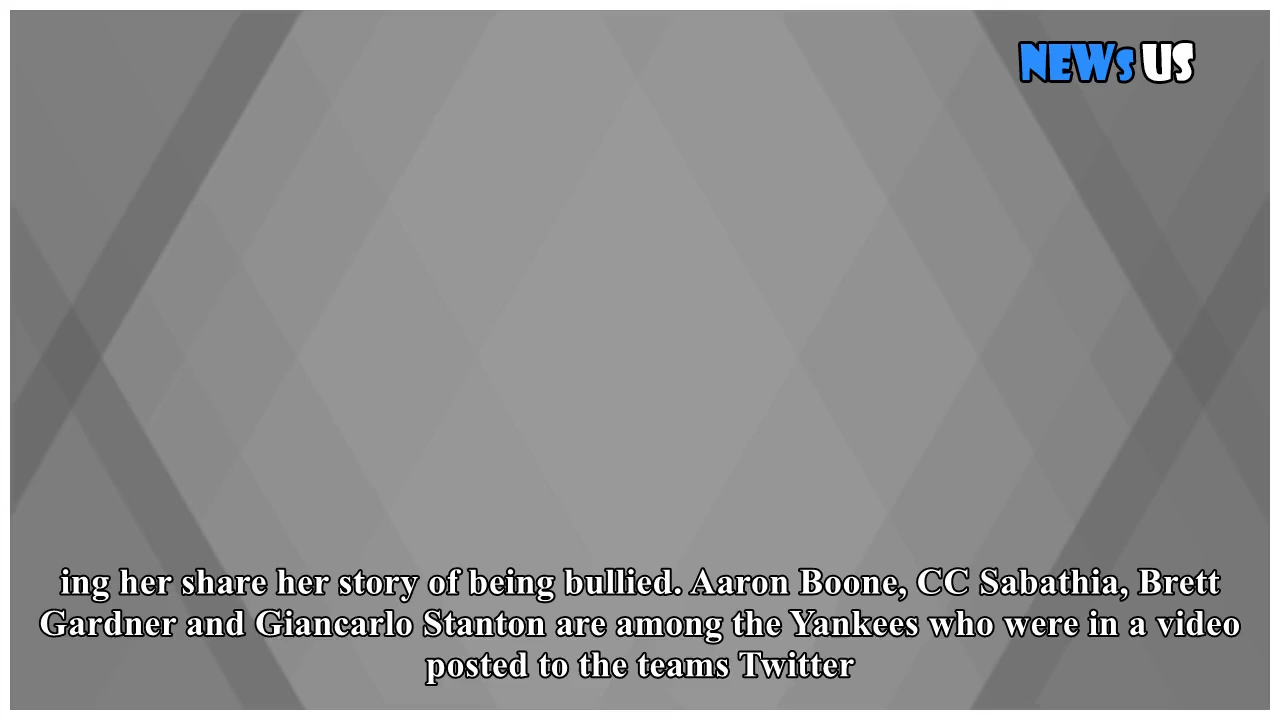 NEWs US
ing her share her story of being bullied. Aaron Boone, CC Sabathia, Brett
Gardner and Giancarlo Stanton are among the Yankees who were in a video
posted to the teams Twitter